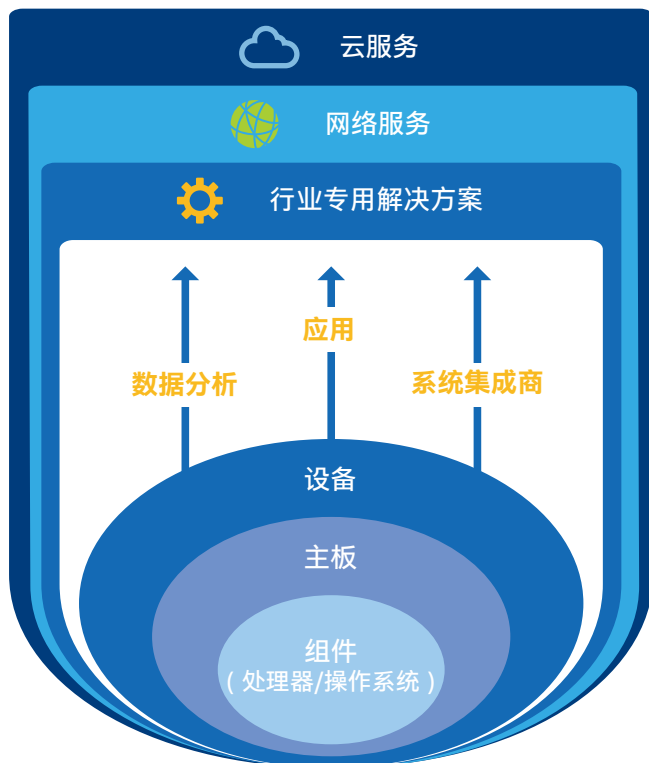 云服务
网络服务
行业专用解决方案
应用
数据分析
系统集成商
设备
主板
组件
(处理器/操作系统)